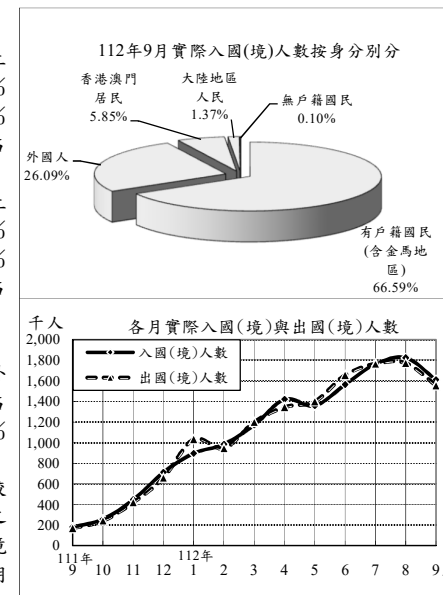 112年9月實際入國(境)人數按身分別分
香港澳門
居民
5.85%
大陸地區
人民
1.37%
無戶籍國民
0.10%
外國人
26.09%
有戶籍國民
(含金馬地
區)
66.59%
千人
各月實際入國(境)與出國(境)人數
2,000
1,800
1,600
1,400
1,200
1,000
800
600
400
200
0
入國(境)人數
出國(境)人數
111年
112年
9 10 11 12 1 2 3 4 5 6 7 8 9
%
%
%
%
%